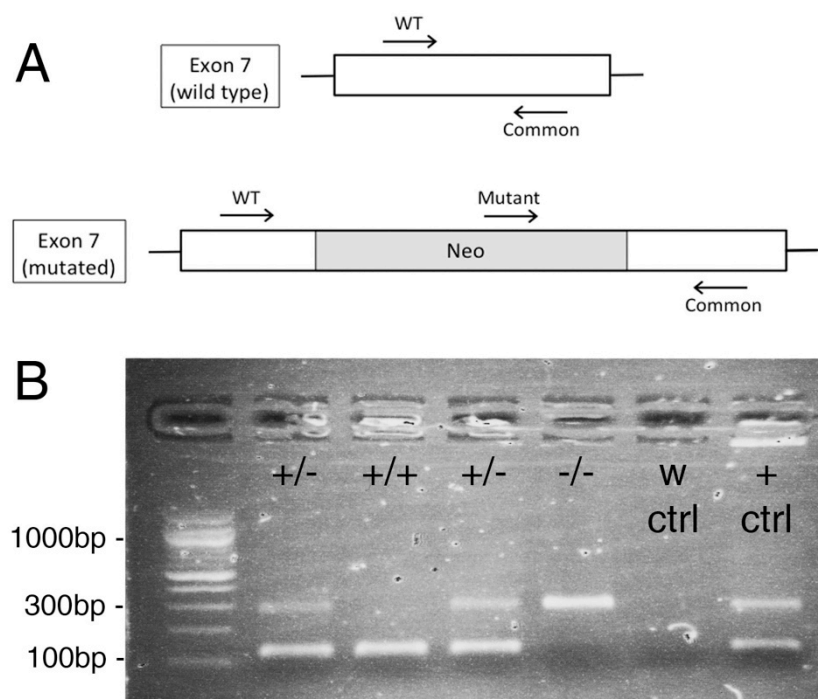 A
WT
Exon 7
(wild type)
Common
WT
Mutant
Exon 7
(mutated)
Neo
Common
B
+/-
+/+
+/-
-/-
w
ctrl
+
ctrl
1000bp -
300bp -
100bp -